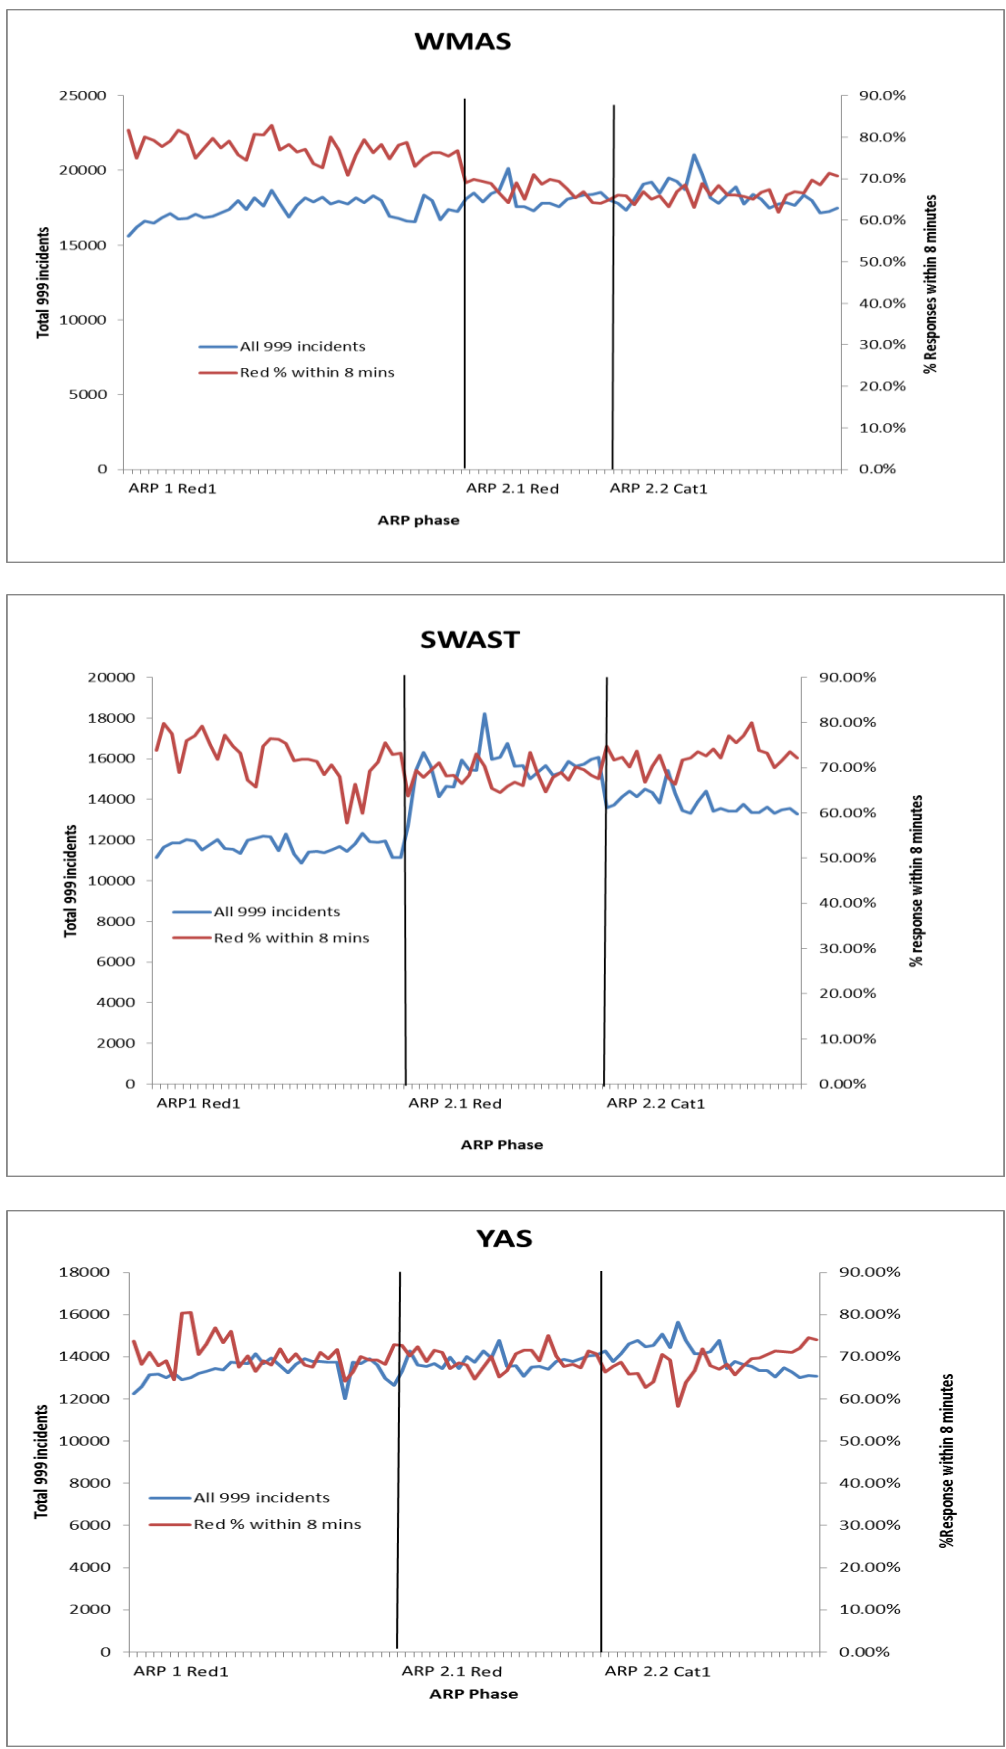 WMAS
25000
20000
15000
10000
5000
0
90.0%
80.0%
70.0%
60.0%
50.0%
40.0%
30.0%
20.0%
10.0%
0.0%
Total 999 incidents
% Responses within 8 minutes
All 999 incidents
Red % within 8 mins
ARP 1 Red1
ARP 2.1 Red
ARP 2.2 Cat1
ARP phase
SWAST
20000
18000
16000
14000
12000
10000
8000
6000
4000
2000
0
90.00%
80.00%
70.00%
60.00%
50.00%
40.00%
30.00%
20.00%
10.00%
0.00%
Total 999 incidents
% response within 8 minutes
All 999 incidents
Red % within 8 mins
ARP1 Red1
ARP 2.1 Red
ARP 2.2 Cat1
ARP Phase
YAS
18000
16000
14000
12000
10000
8000
6000
4000
2000
0
90.00%
80.00%
70.00%
60.00%
50.00%
40.00%
30.00%
20.00%
10.00%
0.00%
Total 999 incidents
%Response within 8 minutes
All 999 incidents
Red % within 8 mins
ARP 1 Red1
ARP 2.1 Red
ARP 2.2 Cat1
ARP Phase